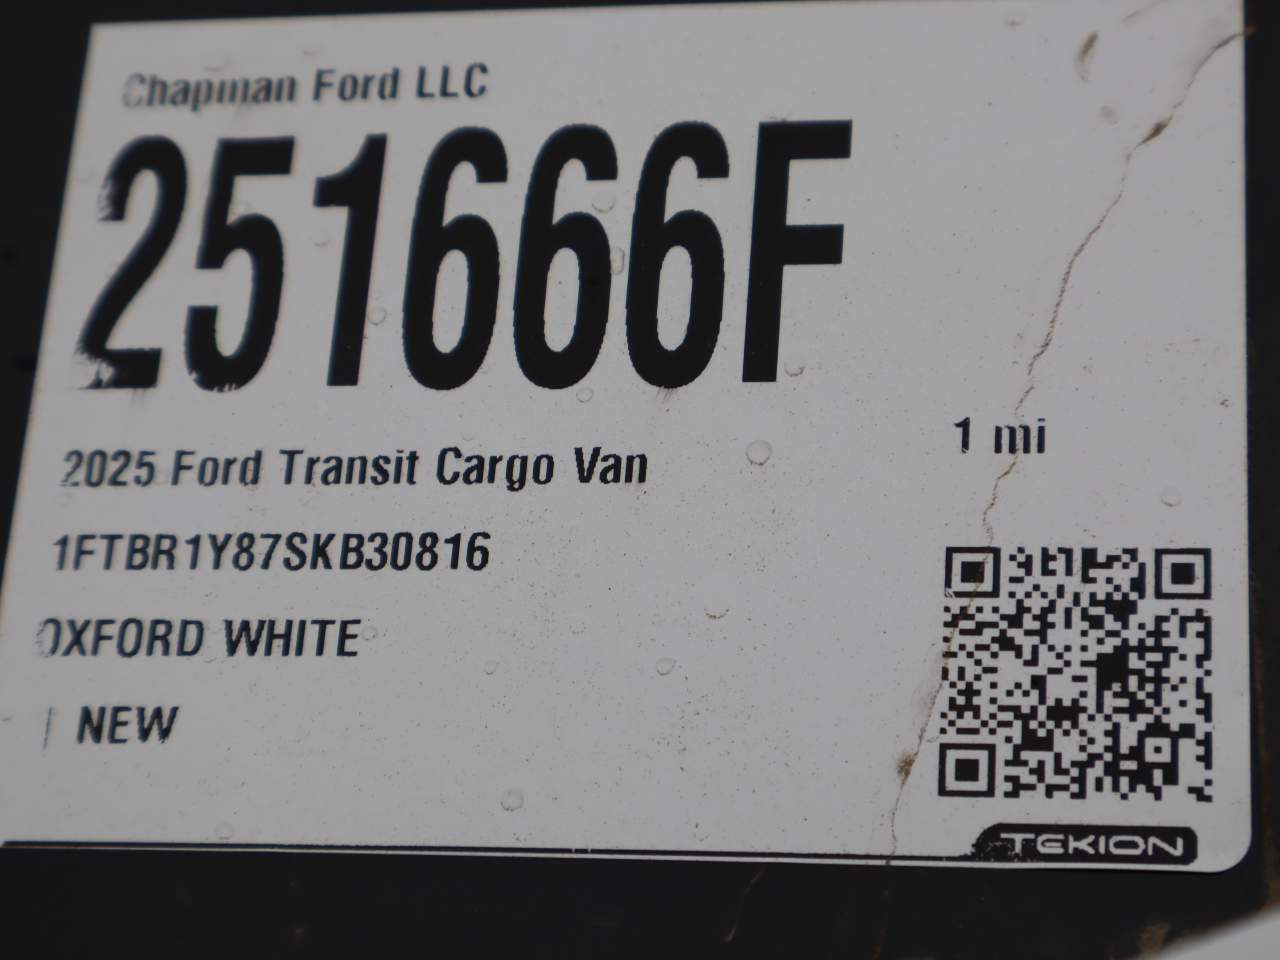 Chapman Ford LLC
251666F
2025 Ford Transit Cargo Van
1 mi
1FTBR1Y87SKB30816
OXFORD WHITE
| NEW
TEKION